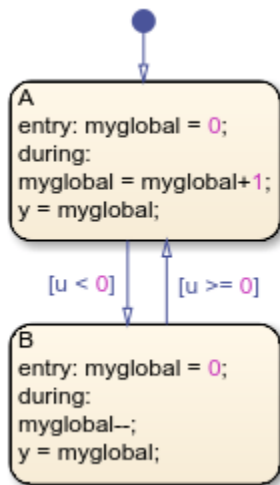 A
entry: myglobal = 0;
during:
myglobal = myglobal+1;
y = myglobal;
[u < 0]
[u >= 0]
B
entry: myglobal = 0;
during:
myglobal--;
y = myglobal;